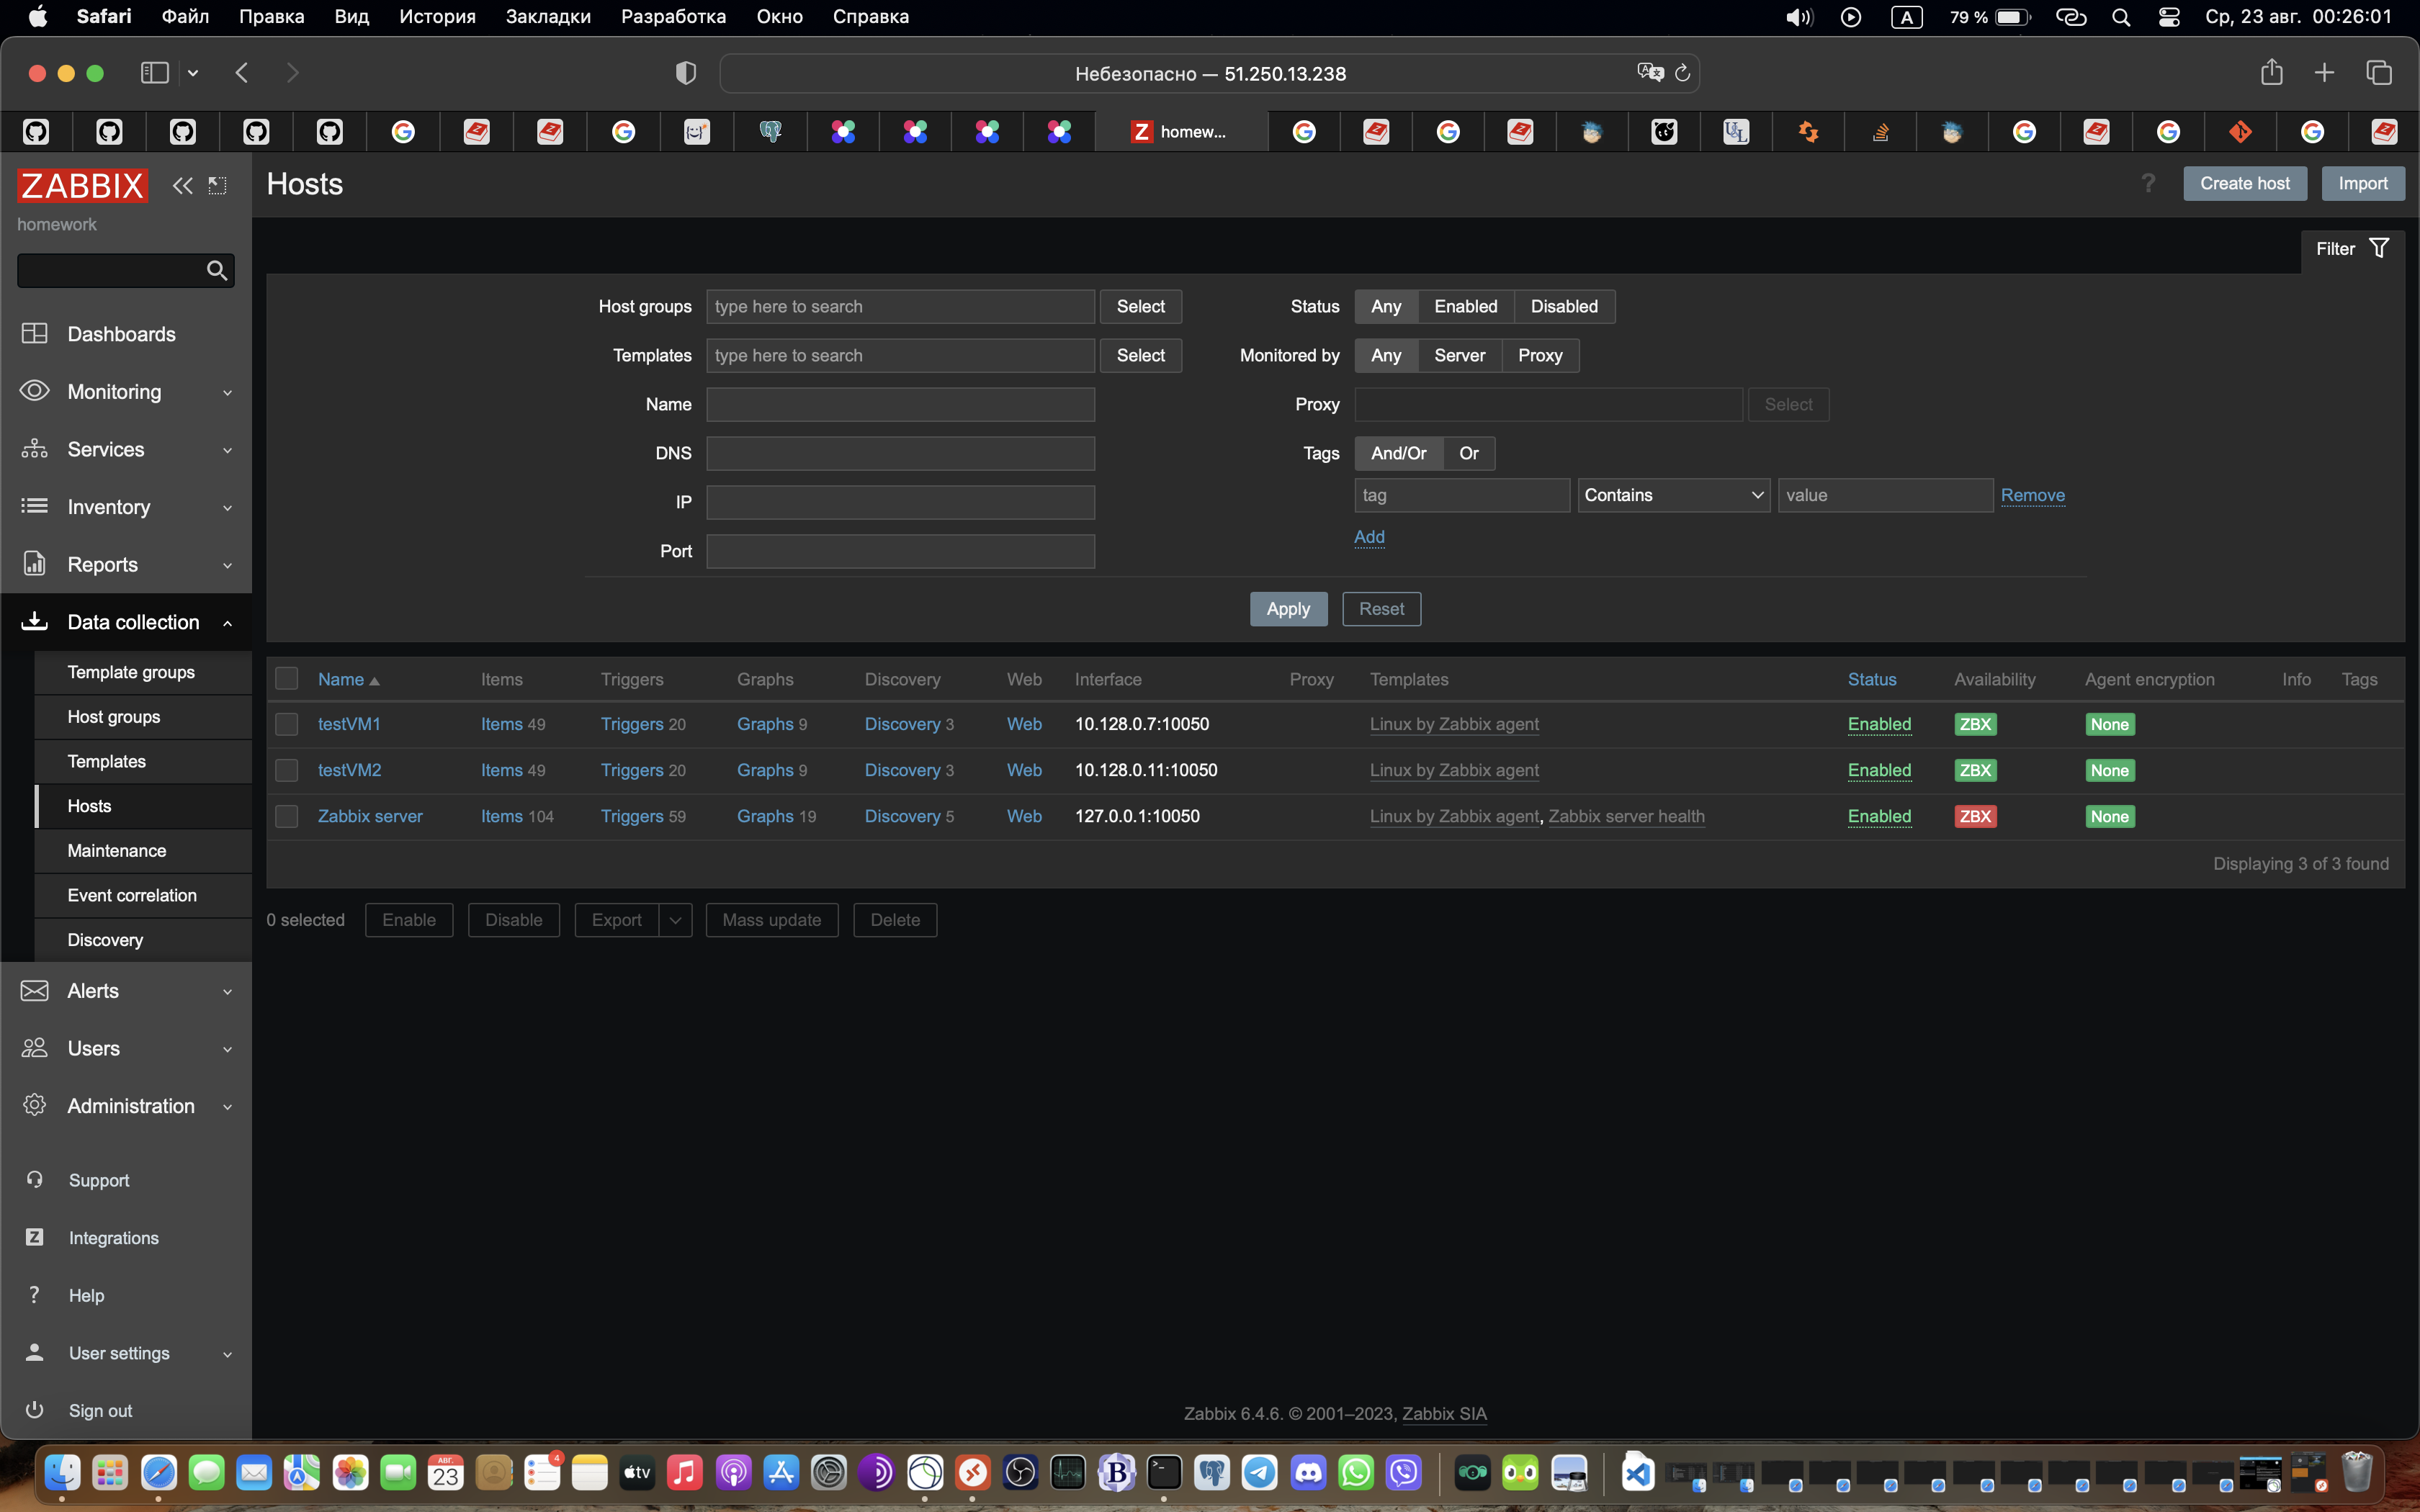 Safari Файл Правка Вид История Закладки Разработка Окно Справка
A 79 % Ср, 23 авг. 00:26:01
Небезопасно — 51.250.13.238
homew...
ZABBIX
homework
Hosts
? Create host Import
Filter
Dashboards
Monitoring
Services
Inventory
Reports
Data collection
Template groups
Host groups
Templates
Hosts
Maintenance
Event correlation
Discovery
Alerts
Users
Administration
Support
Z Integrations
? Help
User settings
Sign out
Host groups type here to search Select
Templates type here to search Select
Name
DNS
IP
Port
Status Any Enabled Disabled
Monitored by Any Server Proxy
Proxy Select
Tags And/Or Or
tag Contains value Remove
Add
Apply Reset
Name Items Triggers Graphs Discovery Web Interface Proxy Templates Status Availability Agent encryption Info Tags
testVM1 Items 49 Triggers 20 Graphs 9 Discovery 3 Web 10.128.0.7:10050 Linux by Zabbix agent Enabled ZBX None
testVM2 Items 49 Triggers 20 Graphs 9 Discovery 3 Web 10.128.0.11:10050 Linux by Zabbix agent Enabled ZBX None
Zabbix server Items 104 Triggers 59 Graphs 19 Discovery 5 Web 127.0.0.1:10050 Linux by Zabbix agent, Zabbix server health Enabled ZBX None
Displaying 3 of 3 found
0 selected Enable Disable Export Mass update Delete
Zabbix 6.4.6. © 2001–2023, Zabbix SIA
АВГ.
23
4
tv
B